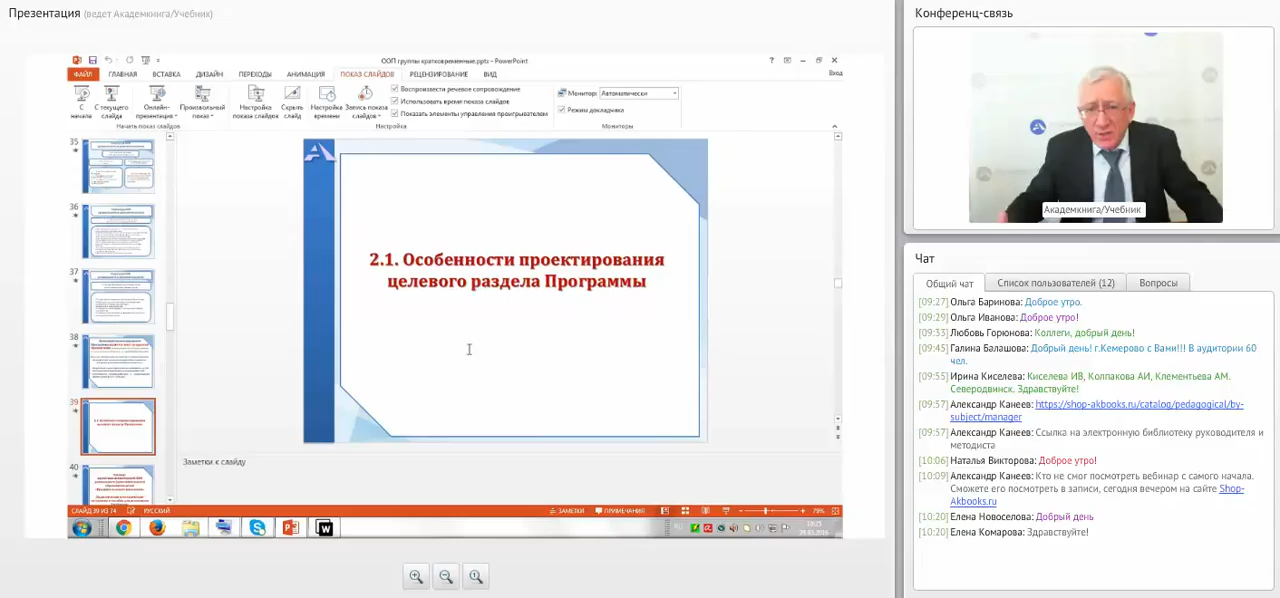 Презентация (ведет Академкнига/Учебник)
ООП группы кратковременные.pptx - PowerPoint
ФАЙЛ ГЛАВНАЯ ВСТАВКА ДИЗАЙН ПЕРЕХОДЫ АНИМАЦИЯ ПОКАЗ СЛАЙДОВ РЕЦЕНЗИРОВАНИЕ ВИД Вход
С начала
С текущего слайда
Онлайн-презентация
Произвольный показ
Настройка показа слайдов
Скрыть слайд
Настройка времени
Запись показа слайдов
Воспроизвести речевое сопровождение
Использовать время показа слайдов
Показать элементы управления проигрывателем
Монитор: Автоматически
Режим докладчика
Начать показ слайдов
Настройка
Мониторы
35
36
37
38
39
40
2.1. Особенности проектирования
целевого раздела Программы
Заметки к слайду
СЛАЙД 39 ИЗ 74 РУССКИЙ ЗАМЕТКИ ПРИМЕЧАНИЯ 79%
Конференц-связь
Академкнига/Учебник
Чат
Общий чат Список пользователей (12) Вопросы
[09:27] Ольга Баринова: Доброе утро.
[09:29] Ольга Иванова: Доброе утро!
[09:33] Любовь Горюнова: Коллеги, добрый день!
[09:45] Галина Балашова: Добрый день! г.Кемерово с Вами!!! В аудитории 60
чел.
[09:55] Ирина Киселева: Киселева ИВ, Колпакова АИ, Клементьева АМ.
Северодвинск. Здравствуйте!
[09:57] Александр Канеев: https://shop-akbooks.ru/catalog/pedagogical/by-
subject/manager
[09:57] Александр Канеев: Ссылка на электронную библиотеку руководителя и
методиста
[10:06] Наталья Викторова: Доброе утро!
[10:09] Александр Канеев: Кто не смог посмотреть вебинар с самого начала.
Сможете его посмотреть в записи, сегодня вечером на сайте Shop-
Akbooks.ru
[10:20] Елена Новоселова: Добрый день
[10:20] Елена Комарова: Здравствуйте!